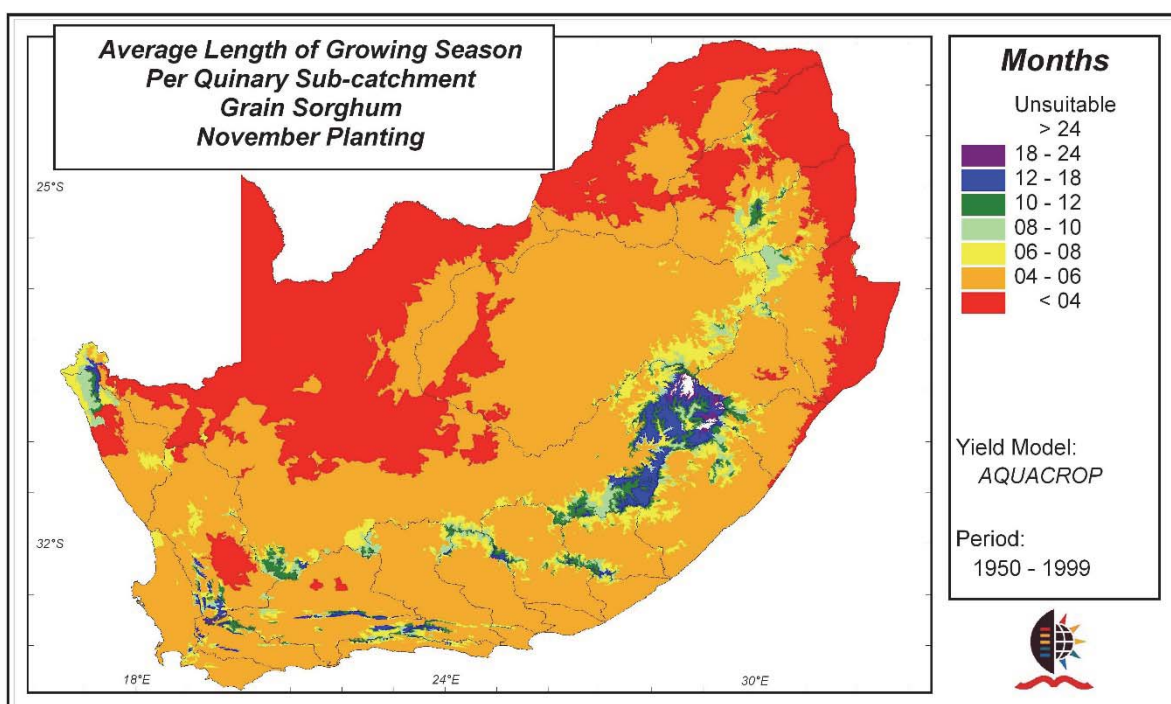 Average Length of Growing Season
Per Quinary Sub-catchment
Grain Sorghum
November Planting
Months
Unsuitable
> 24
18 - 24
12 - 18
10 - 12
08 - 10
06 - 08
04 - 06
< 04
Yield Model:
AQUACROP
Period:
1950 - 1999
25°S
32°S
18°E
24°E
30°E